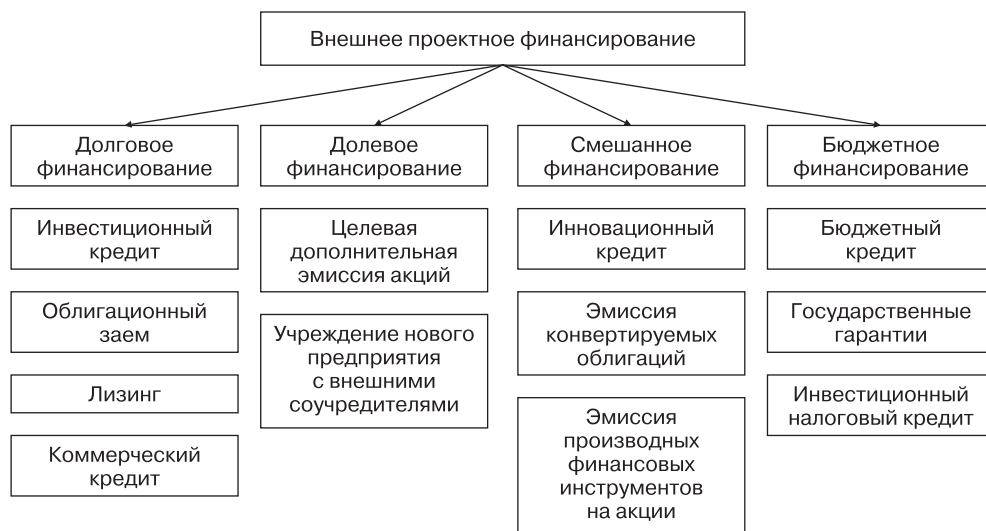 Внешнее проектное финансирование
Долговое
финансирование
Инвестиционный
кредит
Облигационный
заем
Лизинг
Коммерческий
кредит
Долевое
финансирование
Целевая
дополнительная
эмиссия акций
Учреждение нового
предприятия
с внешними
соучредителями
Смешанное
финансирование
Инновационный
кредит
Эмиссия
конвертируемых
облигаций
Эмиссия
производных
финансовых
инструментов
на акции
Бюджетное
финансирование
Бюджетный
кредит
Государственные
гарантии
Инвестиционный
налоговый кредит